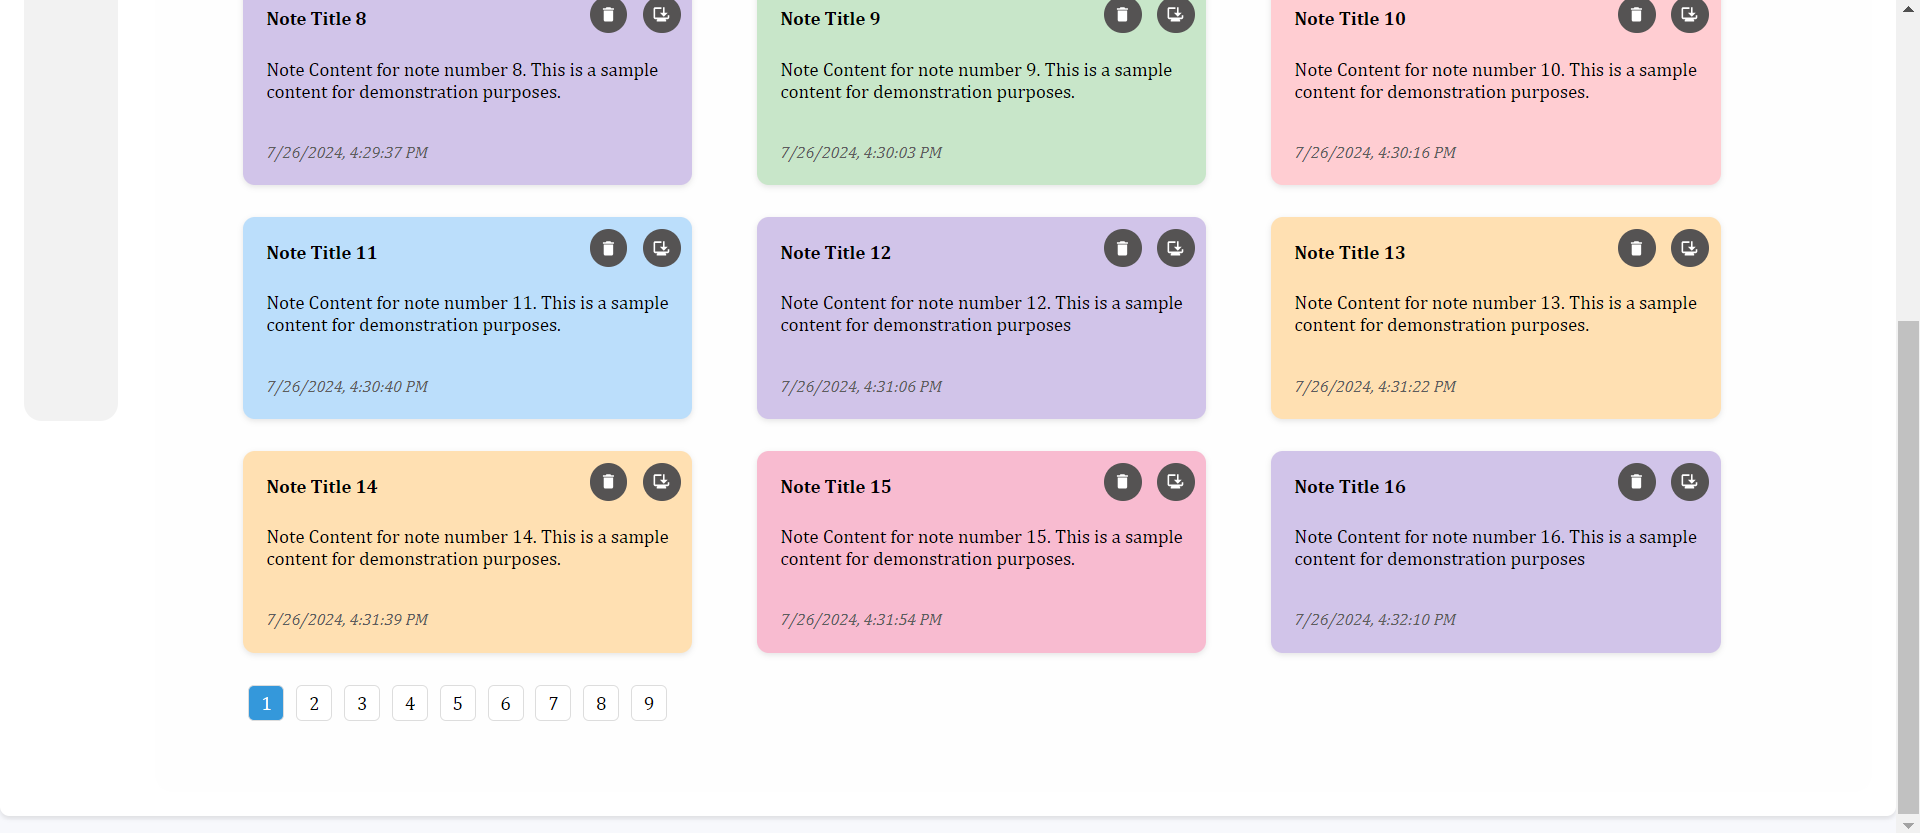 Note Title 8
Note Content for note number 8. This is a sample
content for demonstration purposes.
7/26/2024, 4:29:37 PM
Note Title 9
Note Content for note number 9. This is a sample
content for demonstration purposes.
7/26/2024, 4:30:03 PM
Note Title 10
Note Content for note number 10. This is a sample
content for demonstration purposes.
7/26/2024, 4:30:16 PM
Note Title 11
Note Content for note number 11. This is a sample
content for demonstration purposes.
7/26/2024, 4:30:40 PM
Note Title 12
Note Content for note number 12. This is a sample
content for demonstration purposes
7/26/2024, 4:31:06 PM
Note Title 13
Note Content for note number 13. This is a sample
content for demonstration purposes.
7/26/2024, 4:31:22 PM
Note Title 14
Note Content for note number 14. This is a sample
content for demonstration purposes.
7/26/2024, 4:31:39 PM
Note Title 15
Note Content for note number 15. This is a sample
content for demonstration purposes.
7/26/2024, 4:31:54 PM
Note Title 16
Note Content for note number 16. This is a sample
content for demonstration purposes
7/26/2024, 4:32:10 PM
1 2 3 4 5 6 7 8 9